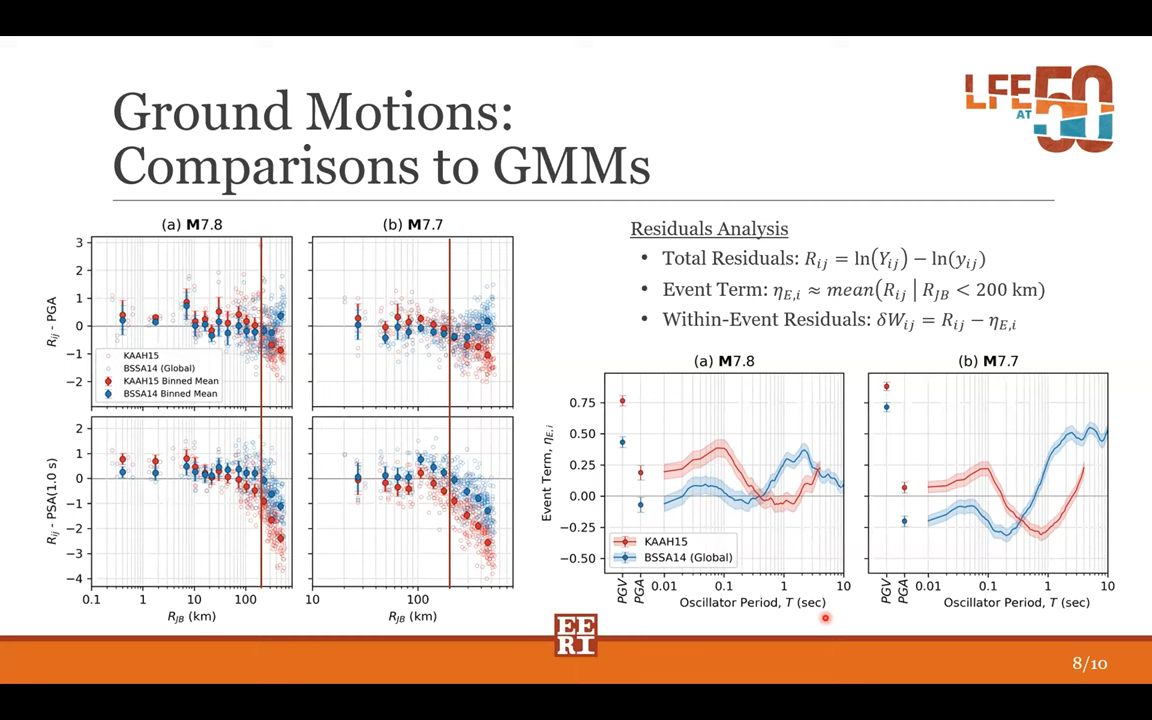 Ground Motions:
Comparisons to GMMs
LFE
AT
50
(a) M7.8
(b) M7.7
R_ij - PGA
3
2
1
0
−1
−2
KAAH15
BSSA14 (Global)
KAAH15 Binned Mean
BSSA14 Binned Mean
R_ij - PSA(1.0 s)
2
1
0
−1
−2
−3
−4
0.1 1 10 100
10 100
R_JB (km)
R_JB (km)
Residuals Analysis
• Total Residuals: R_ij = ln(Y_ij) − ln(y_ij)
• Event Term: η_E,i ≈ mean(R_ij | R_JB < 200 km)
• Within-Event Residuals: δW_ij = R_ij − η_E,i
(a) M7.8
(b) M7.7
Event Term, η_E,i
0.75
0.50
0.25
0.00
−0.25
−0.50
KAAH15
BSSA14 (Global)
PGV PGA 0.01 0.1 1 10
PGV PGA 0.01 0.1 1 10
Oscillator Period, T (sec)
Oscillator Period, T (sec)
EE
RI
8/10